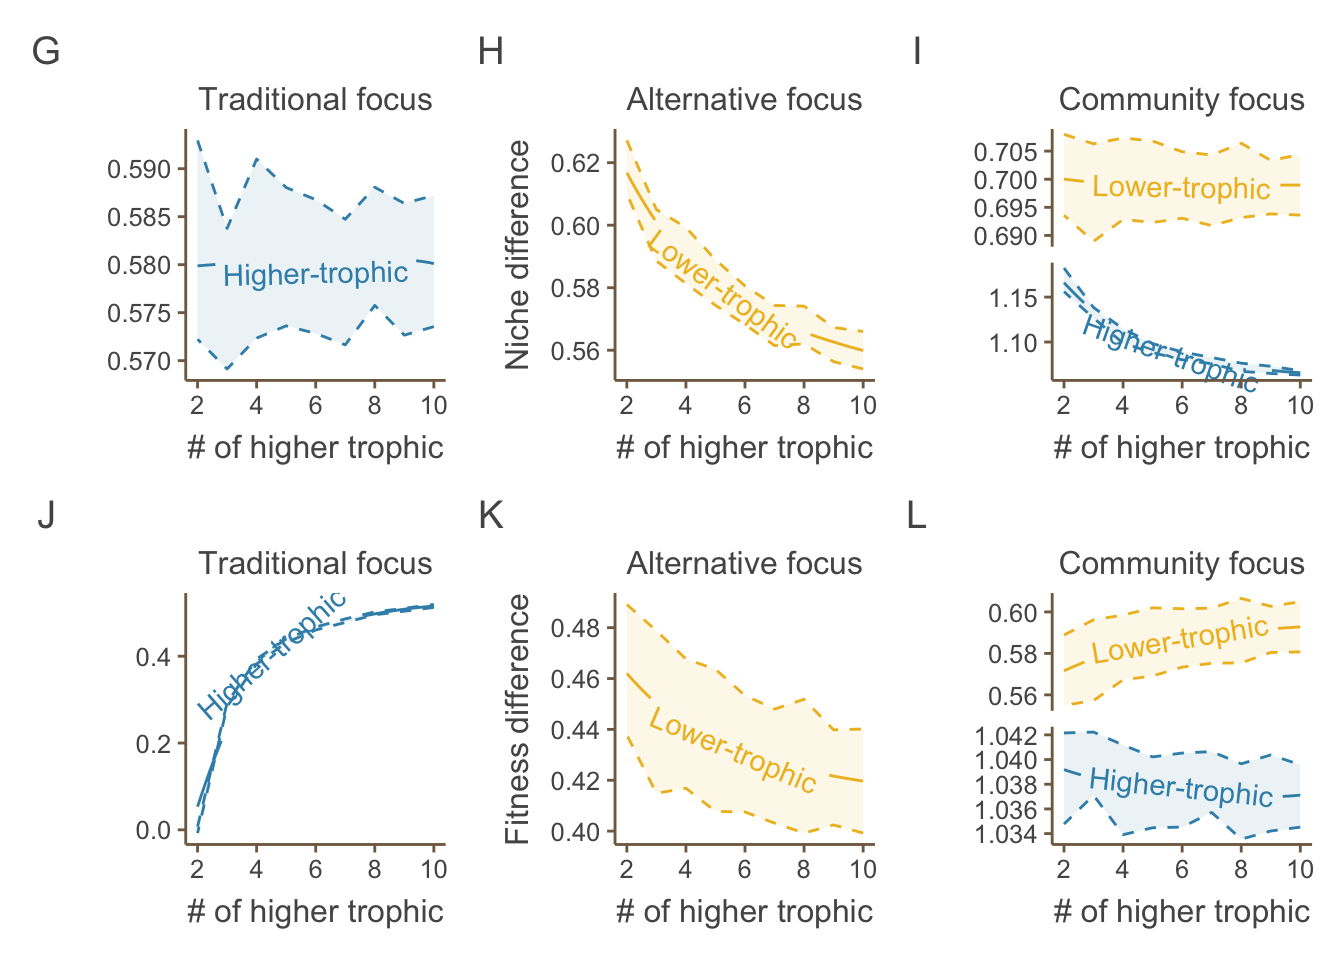 G
Traditional focus
0.590
0.585
0.580
0.575
0.570
Higher-trophic
2 4 6 8 10
# of higher trophic
H
Alternative focus
Niche difference
0.62
0.60
0.58
0.56
Lower-trophic
2 4 6 8 10
# of higher trophic
I
Community focus
0.705
0.700
0.695
0.690
Lower-trophic
1.15
1.10
Higher-trophic
2 4 6 8 10
# of higher trophic
J
Traditional focus
0.4
0.2
0.0
Higher-trophic
2 4 6 8 10
# of higher trophic
K
Alternative focus
Fitness difference
0.48
0.46
0.44
0.42
0.40
Lower-trophic
2 4 6 8 10
# of higher trophic
L
Community focus
0.60
0.58
0.56
Lower-trophic
1.042
1.040
1.038
1.036
1.034
Higher-trophic
2 4 6 8 10
# of higher trophic